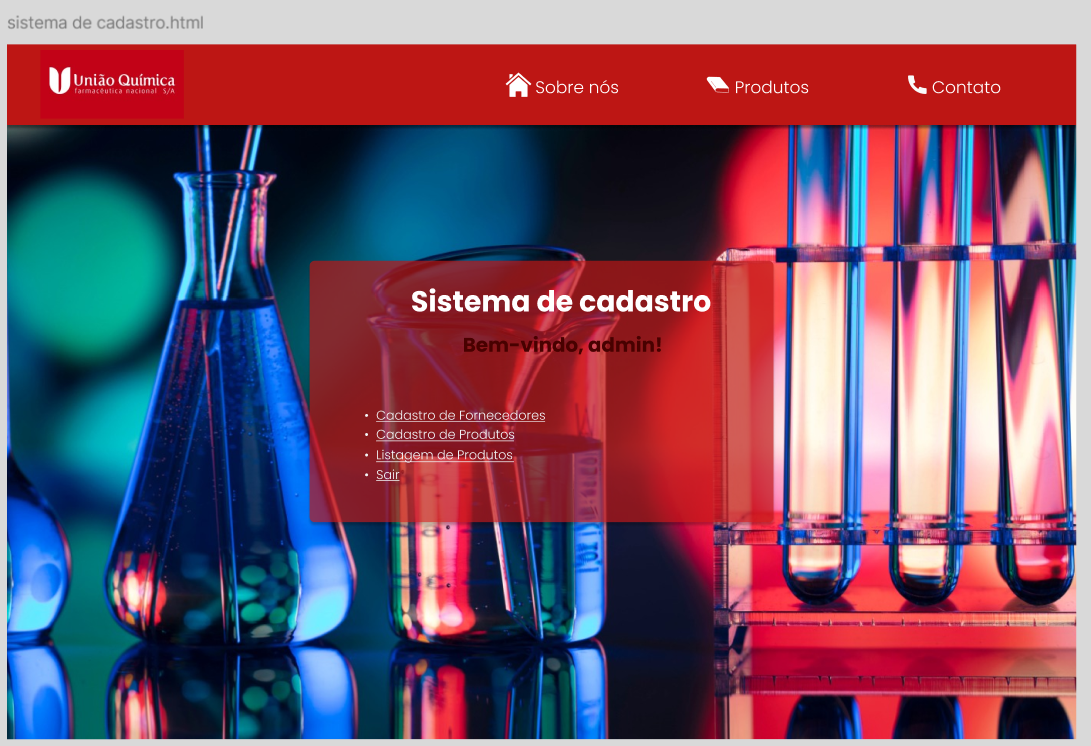 sistema de cadastro.html
União Química
farmacêutica nacional S/A
Sobre nós
Produtos
Contato
Sistema de cadastro
Bem-vindo, admin!
• Cadastro de Fornecedores
• Cadastro de Produtos
• Listagem de Produtos
• Sair